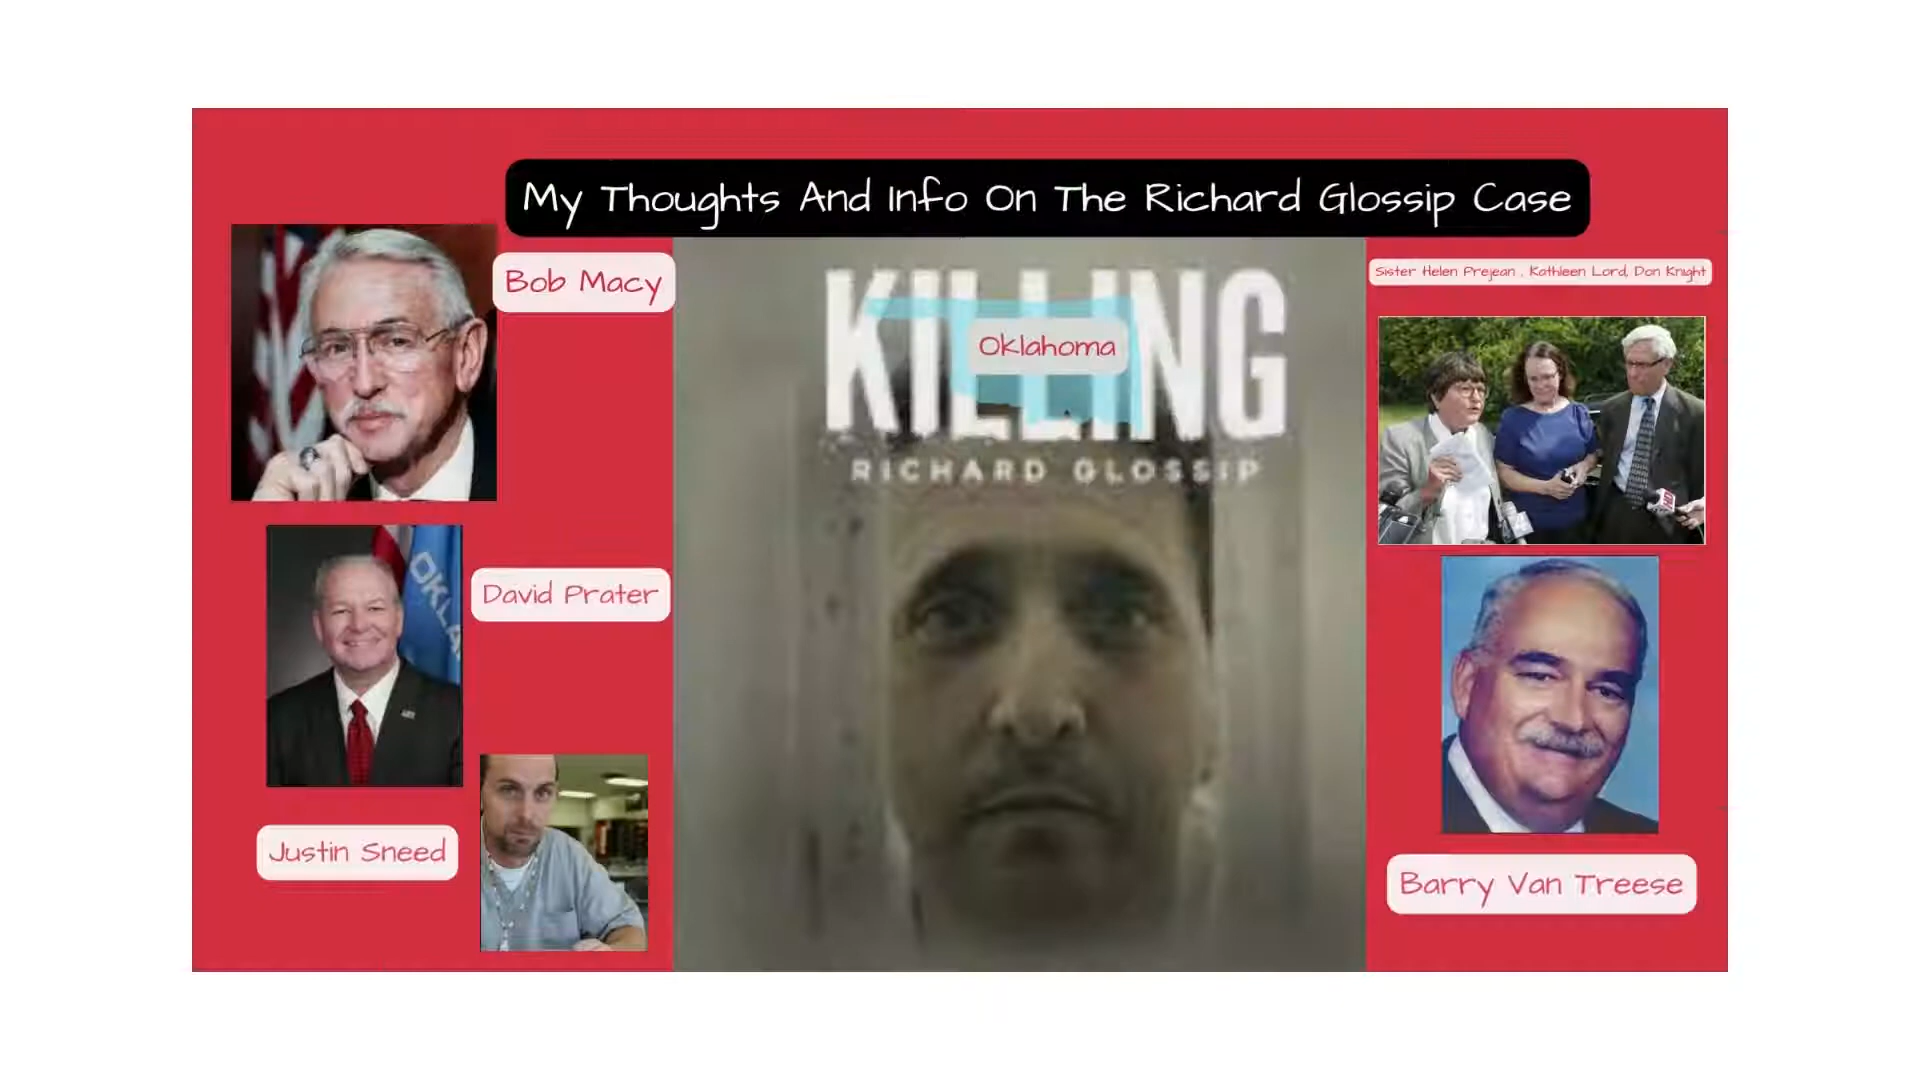 My Thoughts And Info On The Richard Glossip Case
Bob Macy
Sister Helen Prejean , Kathleen Lord, Don Knight
KILLING
Oklahoma
RICHARD GLOSSIP
OKLA
David Prater
Justin Sneed
Barry Van Treese